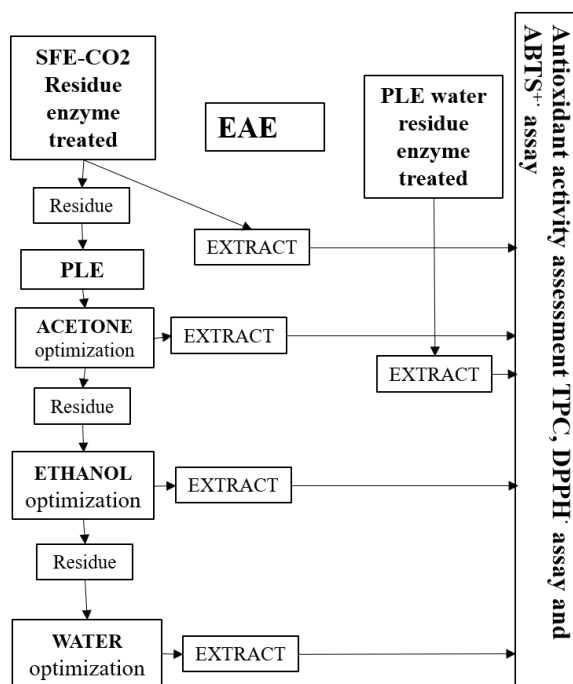 SFE-CO2
Residue
enzyme
treated
EAE
PLE water
residue
enzyme
treated
Residue
EXTRACT
PLE
ACETONE
optimization
EXTRACT
EXTRACT
Residue
ETHANOL
optimization
EXTRACT
Residue
WATER
optimization
EXTRACT
Antioxidant activity assessment TPC, DPPH· assay and
ABTS+· assay